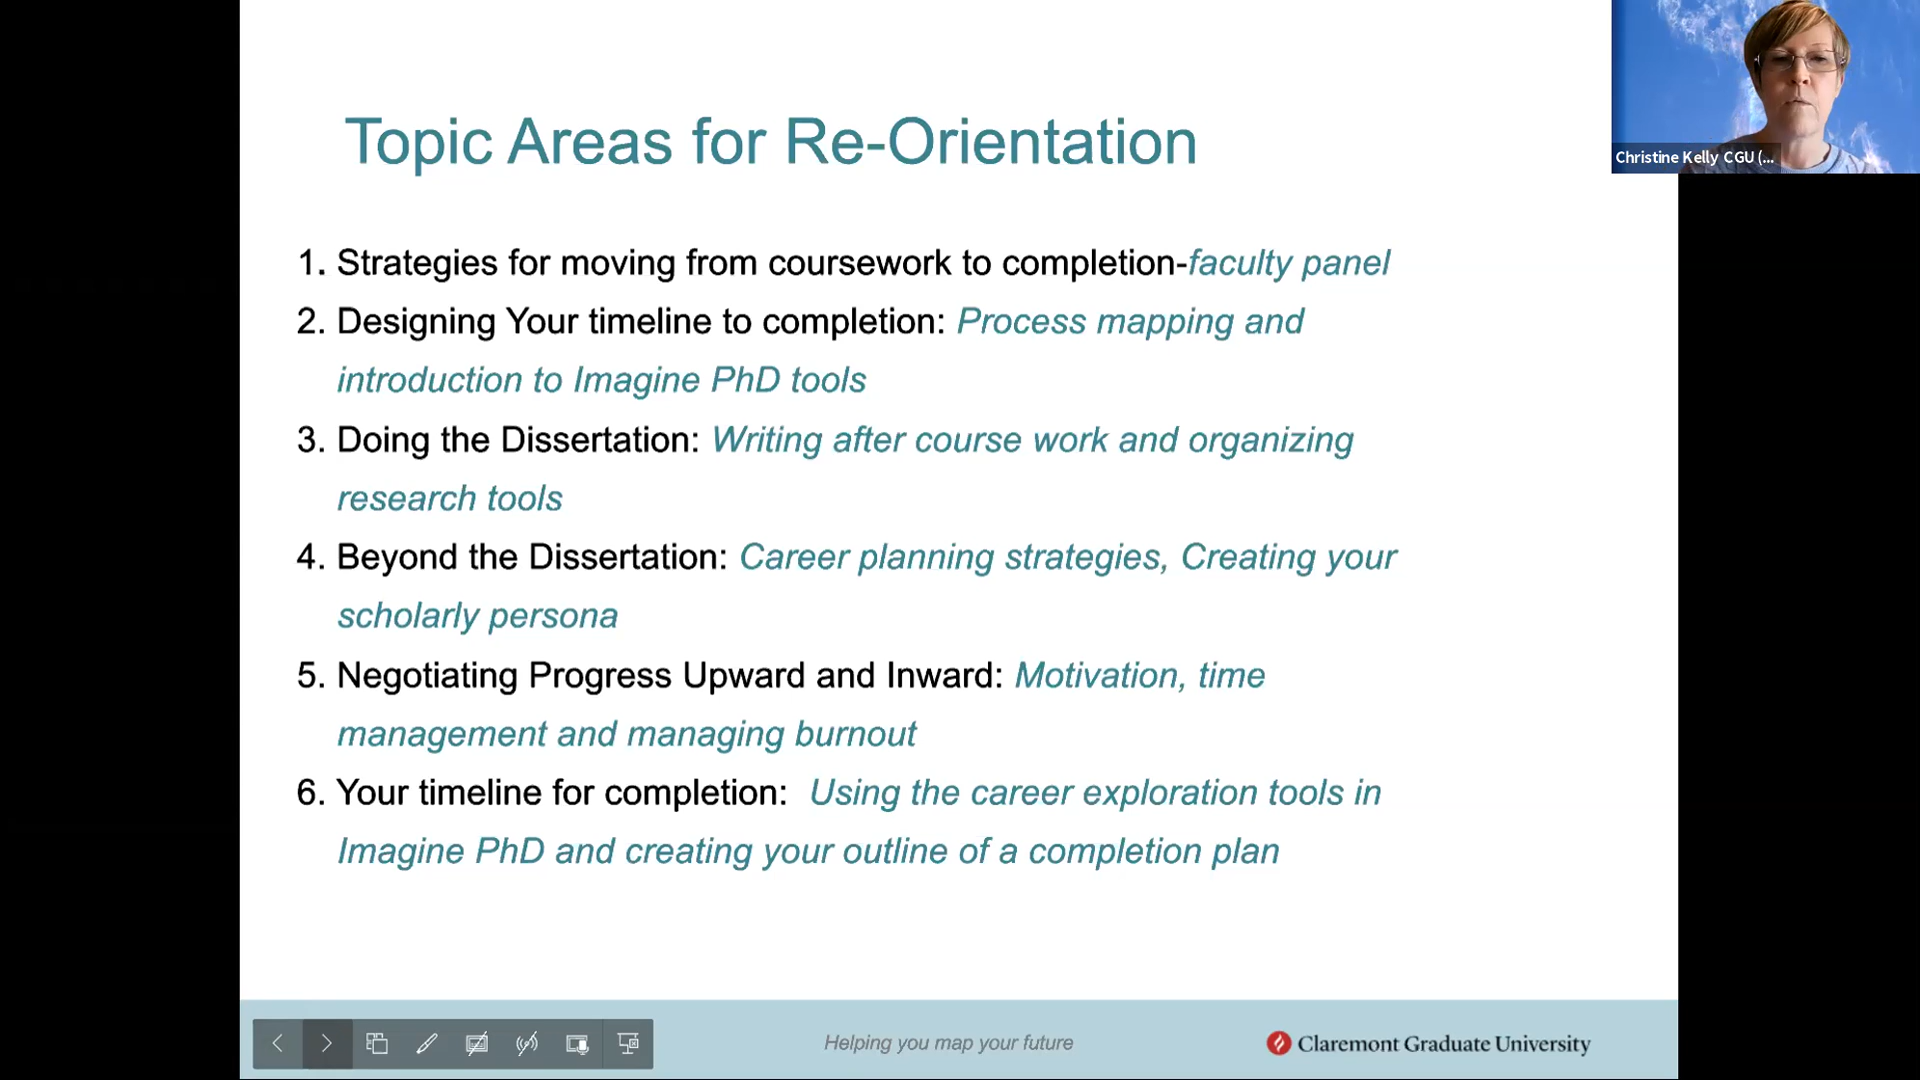 Topic Areas for Re-Orientation
Christine Kelly CGU (...
1. Strategies for moving from coursework to completion-faculty panel
2. Designing Your timeline to completion: Process mapping and
introduction to Imagine PhD tools
3. Doing the Dissertation: Writing after course work and organizing
research tools
4. Beyond the Dissertation: Career planning strategies, Creating your
scholarly persona
5. Negotiating Progress Upward and Inward: Motivation, time
management and managing burnout
6. Your timeline for completion:  Using the career exploration tools in
Imagine PhD and creating your outline of a completion plan
Helping you map your future
Claremont Graduate University